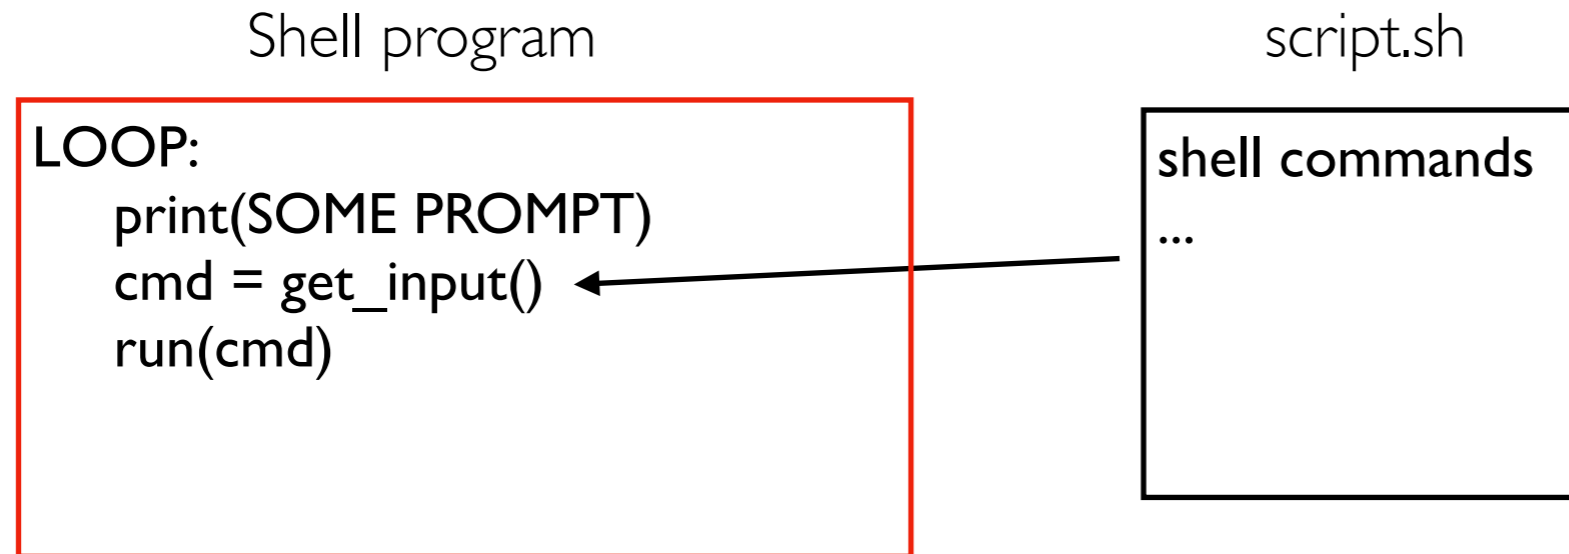 Shell program
LOOP:
print(SOME PROMPT)
cmd = get_input()
run(cmd)
script.sh
shell commands
...